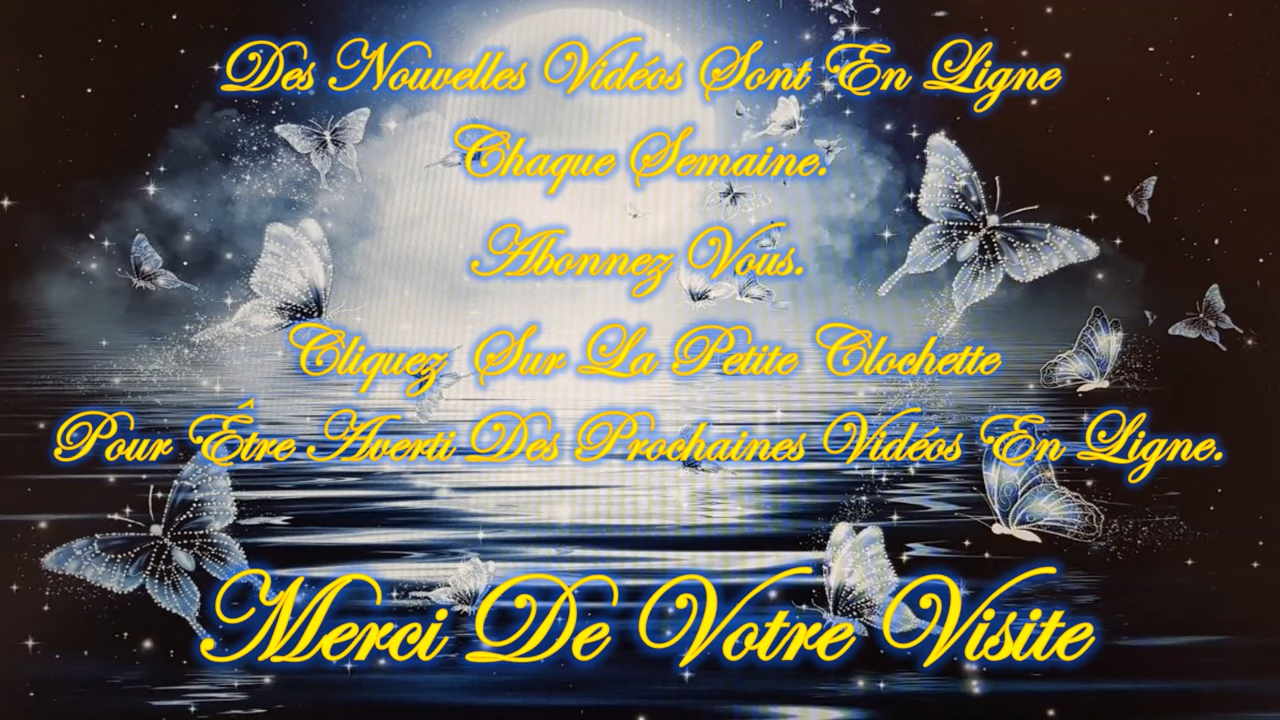 Des Nouvelles Vidéos Sont En Ligne
Chaque Semaine.
Abonnez Vous.
Cliquez Sur La Petite Clochette
Pour Être Averti Des Prochaines Vidéos En Ligne.
Merci De Votre Visite